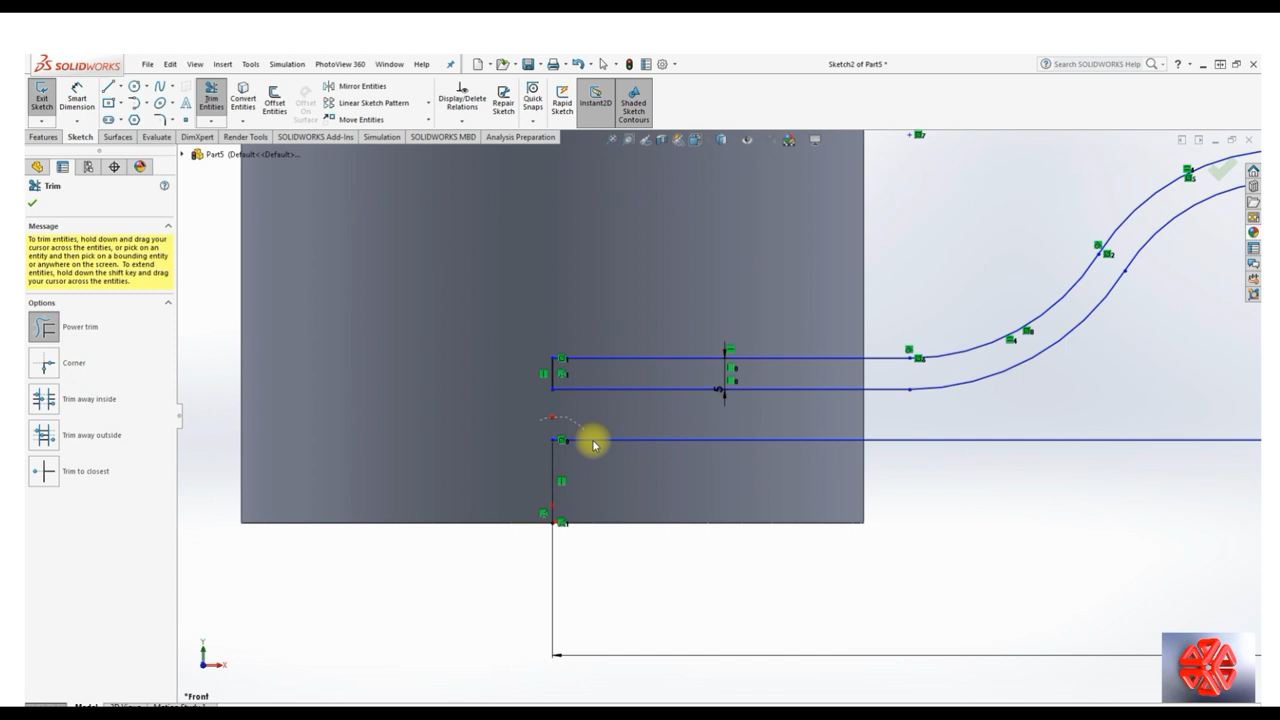 SOLIDWORKS File Edit View Insert Tools Simulation PhotoView 360 Window Help Sketch2 of Part5 * Search SOLIDWORKS Help
Exit Sketch
Smart Dimension
Trim Entities
Convert Entities
Offset Entities
Offset On Surface
Mirror Entities
Linear Sketch Pattern
Move Entities
Display/Delete Relations
Repair Sketch
Quick Snaps
Rapid Sketch
Instant2D
Shaded Sketch Contours
Features Sketch Surfaces Evaluate DimXpert Render Tools SOLIDWORKS Add-Ins Simulation SOLIDWORKS MBD Analysis Preparation
Part5 (Default<<Default>...
Trim
Message
To trim entities, hold down and drag your
cursor across the entities, or pick on an
entity and then pick on a bounding entity
or anywhere on the screen. To extend
entities, hold down the shift key and drag
your cursor across the entities.
Options
Power trim
Corner
Trim away inside
Trim away outside
Trim to closest
5
Y
X
*Front